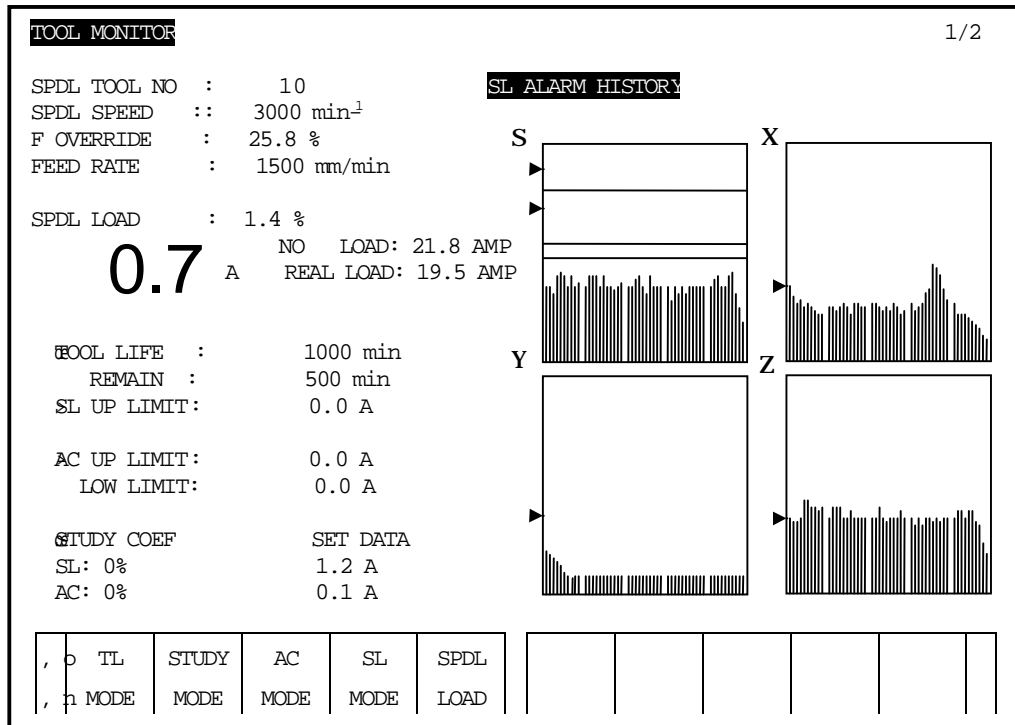 TOOL MONITOR 1/2
SPDL TOOL NO : 10 SL ALARM HISTORY
SPDL SPEED :: 3000 min-1
F OVERRIDE : 25.8 %
FEED RATE : 1500 mm/min
S X
SPDL LOAD : 1.4 %
NO LOAD: 21.8 AMP
0.7 A REAL LOAD: 19.5 AMP
TOOL LIFE : 1000 min
REMAIN : 500 min
SL UP LIMIT: 0.0 A
Y Z
AC UP LIMIT: 0.0 A
LOW LIMIT: 0.0 A
STUDY COEF SET DATA
SL: 0% 1.2 A
AC: 0% 0.1 A
, o TL STUDY AC SL SPDL
, n MODE MODE MODE MODE LOAD